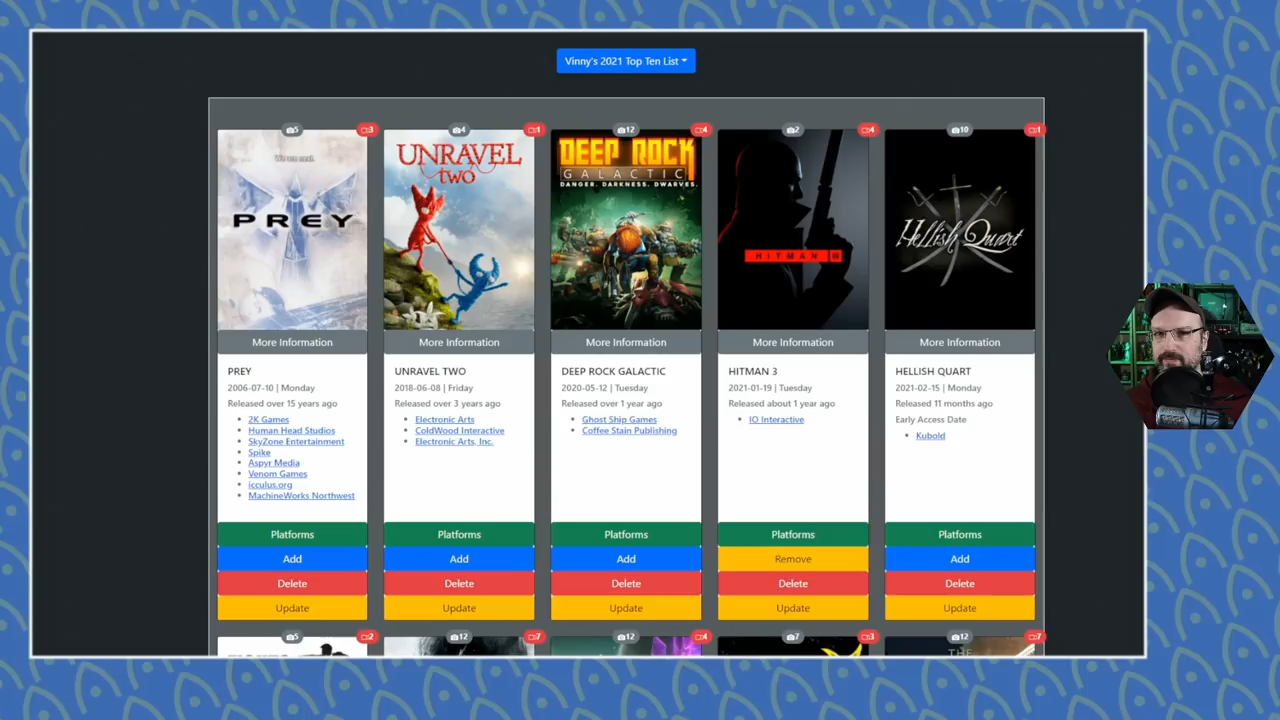 Vinny's 2021 Top Ten List
5 3 4 1 12 4 2 4 10 1
We are meat.
PREY
UNRAVEL
TWO
DEEP ROCK
GALACTIC
DANGER. DARKNESS. DWARVES.
HITMAN III
Hellish Quart
More Information More Information More Information More Information More Information
PREY
2006-07-10 | Monday
Released over 15 years ago
2K Games
Human Head Studios
SkyZone Entertainment
Spike
Aspyr Media
Venom Games
icculus.org
MachineWorks Northwest
UNRAVEL TWO
2018-06-08 | Friday
Released over 3 years ago
Electronic Arts
ColdWood Interactive
Electronic Arts, Inc.
DEEP ROCK GALACTIC
2020-05-12 | Tuesday
Released over 1 year ago
Ghost Ship Games
Coffee Stain Publishing
HITMAN 3
2021-01-19 | Tuesday
Released about 1 year ago
IO Interactive
HELLISH QUART
2021-02-15 | Monday
Released 11 months ago
Early Access Date
Kubold
Platforms Platforms Platforms Platforms Platforms
Add Add Add Remove Add
Delete Delete Delete Delete Delete
Update Update Update Update Update
5 2 12 7 12 4 7 3 12 7
THE